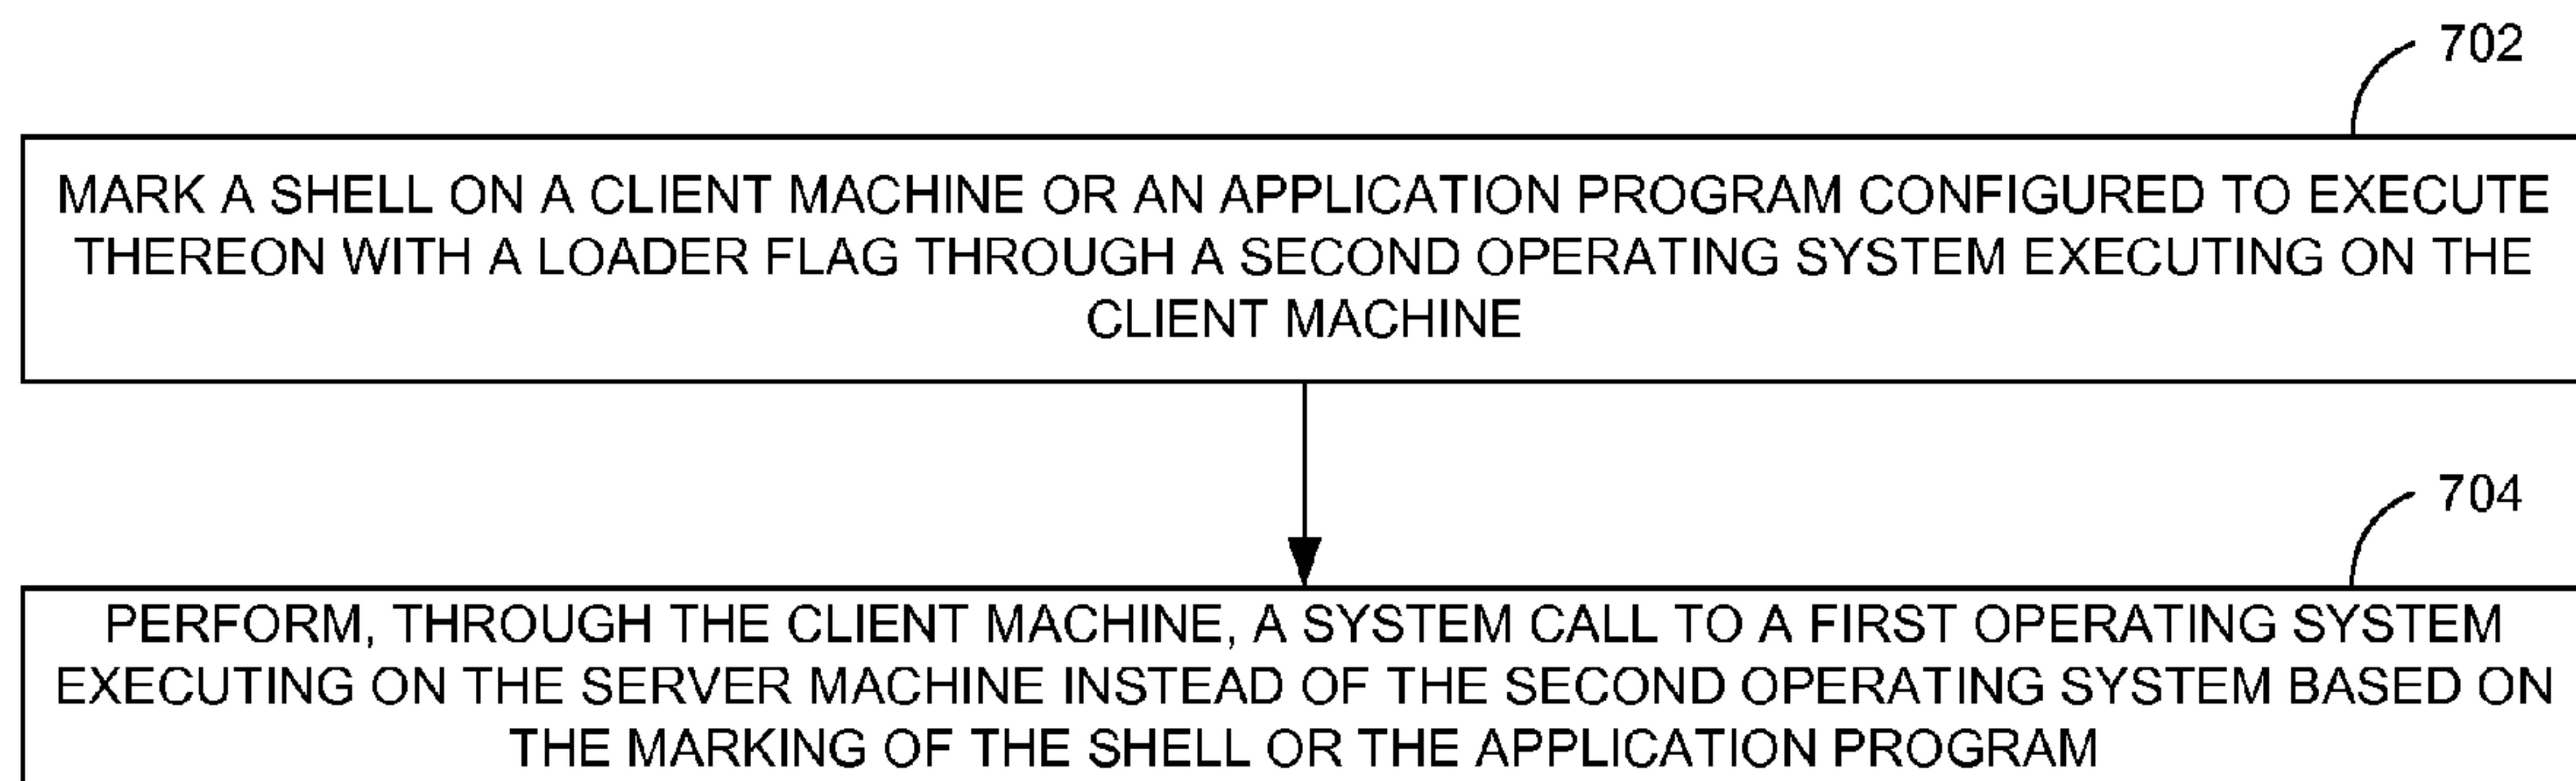 702
MARK A SHELL ON A CLIENT MACHINE OR AN APPLICATION PROGRAM CONFIGURED TO EXECUTE
THEREON WITH A LOADER FLAG THROUGH A SECOND OPERATING SYSTEM EXECUTING ON THE
CLIENT MACHINE
704
PERFORM, THROUGH THE CLIENT MACHINE, A SYSTEM CALL TO A FIRST OPERATING SYSTEM
EXECUTING ON THE SERVER MACHINE INSTEAD OF THE SECOND OPERATING SYSTEM BASED ON
THE MARKING OF THE SHELL OR THE APPLICATION PROGRAM